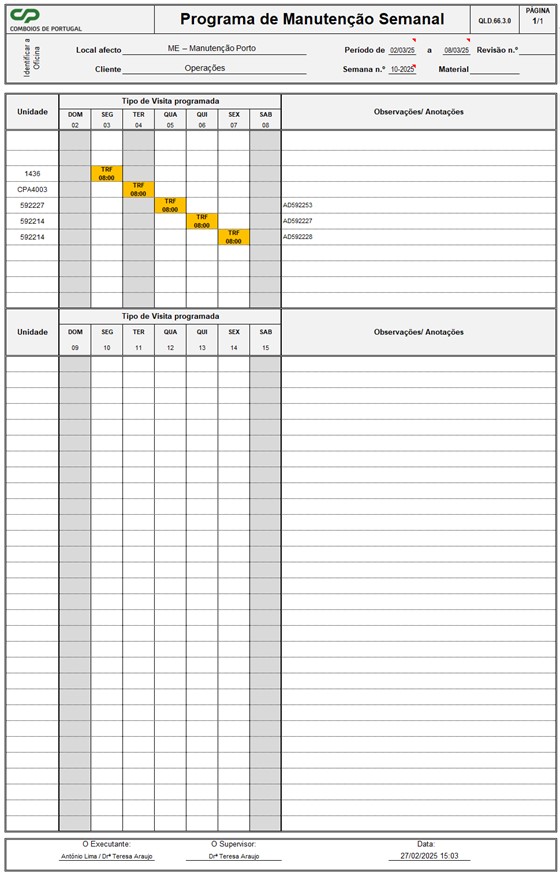 CP
COMBOIOS DE PORTUGAL
Programa de Manutenção Semanal
QLD.66.3.0
PÁGINA
1/1
Identificar a
Oficina
Local afecto ME – Manutenção Porto
Periodo de 02/03/25 a 08/03/25 Revisão n.º
Cliente Operações
Semana n.º 10-2025 Material
Unidade
Tipo de Visita programada
Observações/ Anotações
DOM SEG TER QUA QUI SEX SAB
02 03 04 05 06 07 08
1436 TRF 08:00
CPA4003 TRF 08:00
592227 TRF 08:00 AD592253
592214 TRF 08:00 AD592227
592214 TRF 08:00 AD592228
Unidade
Tipo de Visita programada
Observações/ Anotações
DOM SEG TER QUA QUI SEX SAB
09 10 11 12 13 14 15
O Executante: O Supervisor: Data:
António Lima / Drª Teresa Araujo Drª Teresa Araujo 27/02/2025 15:03